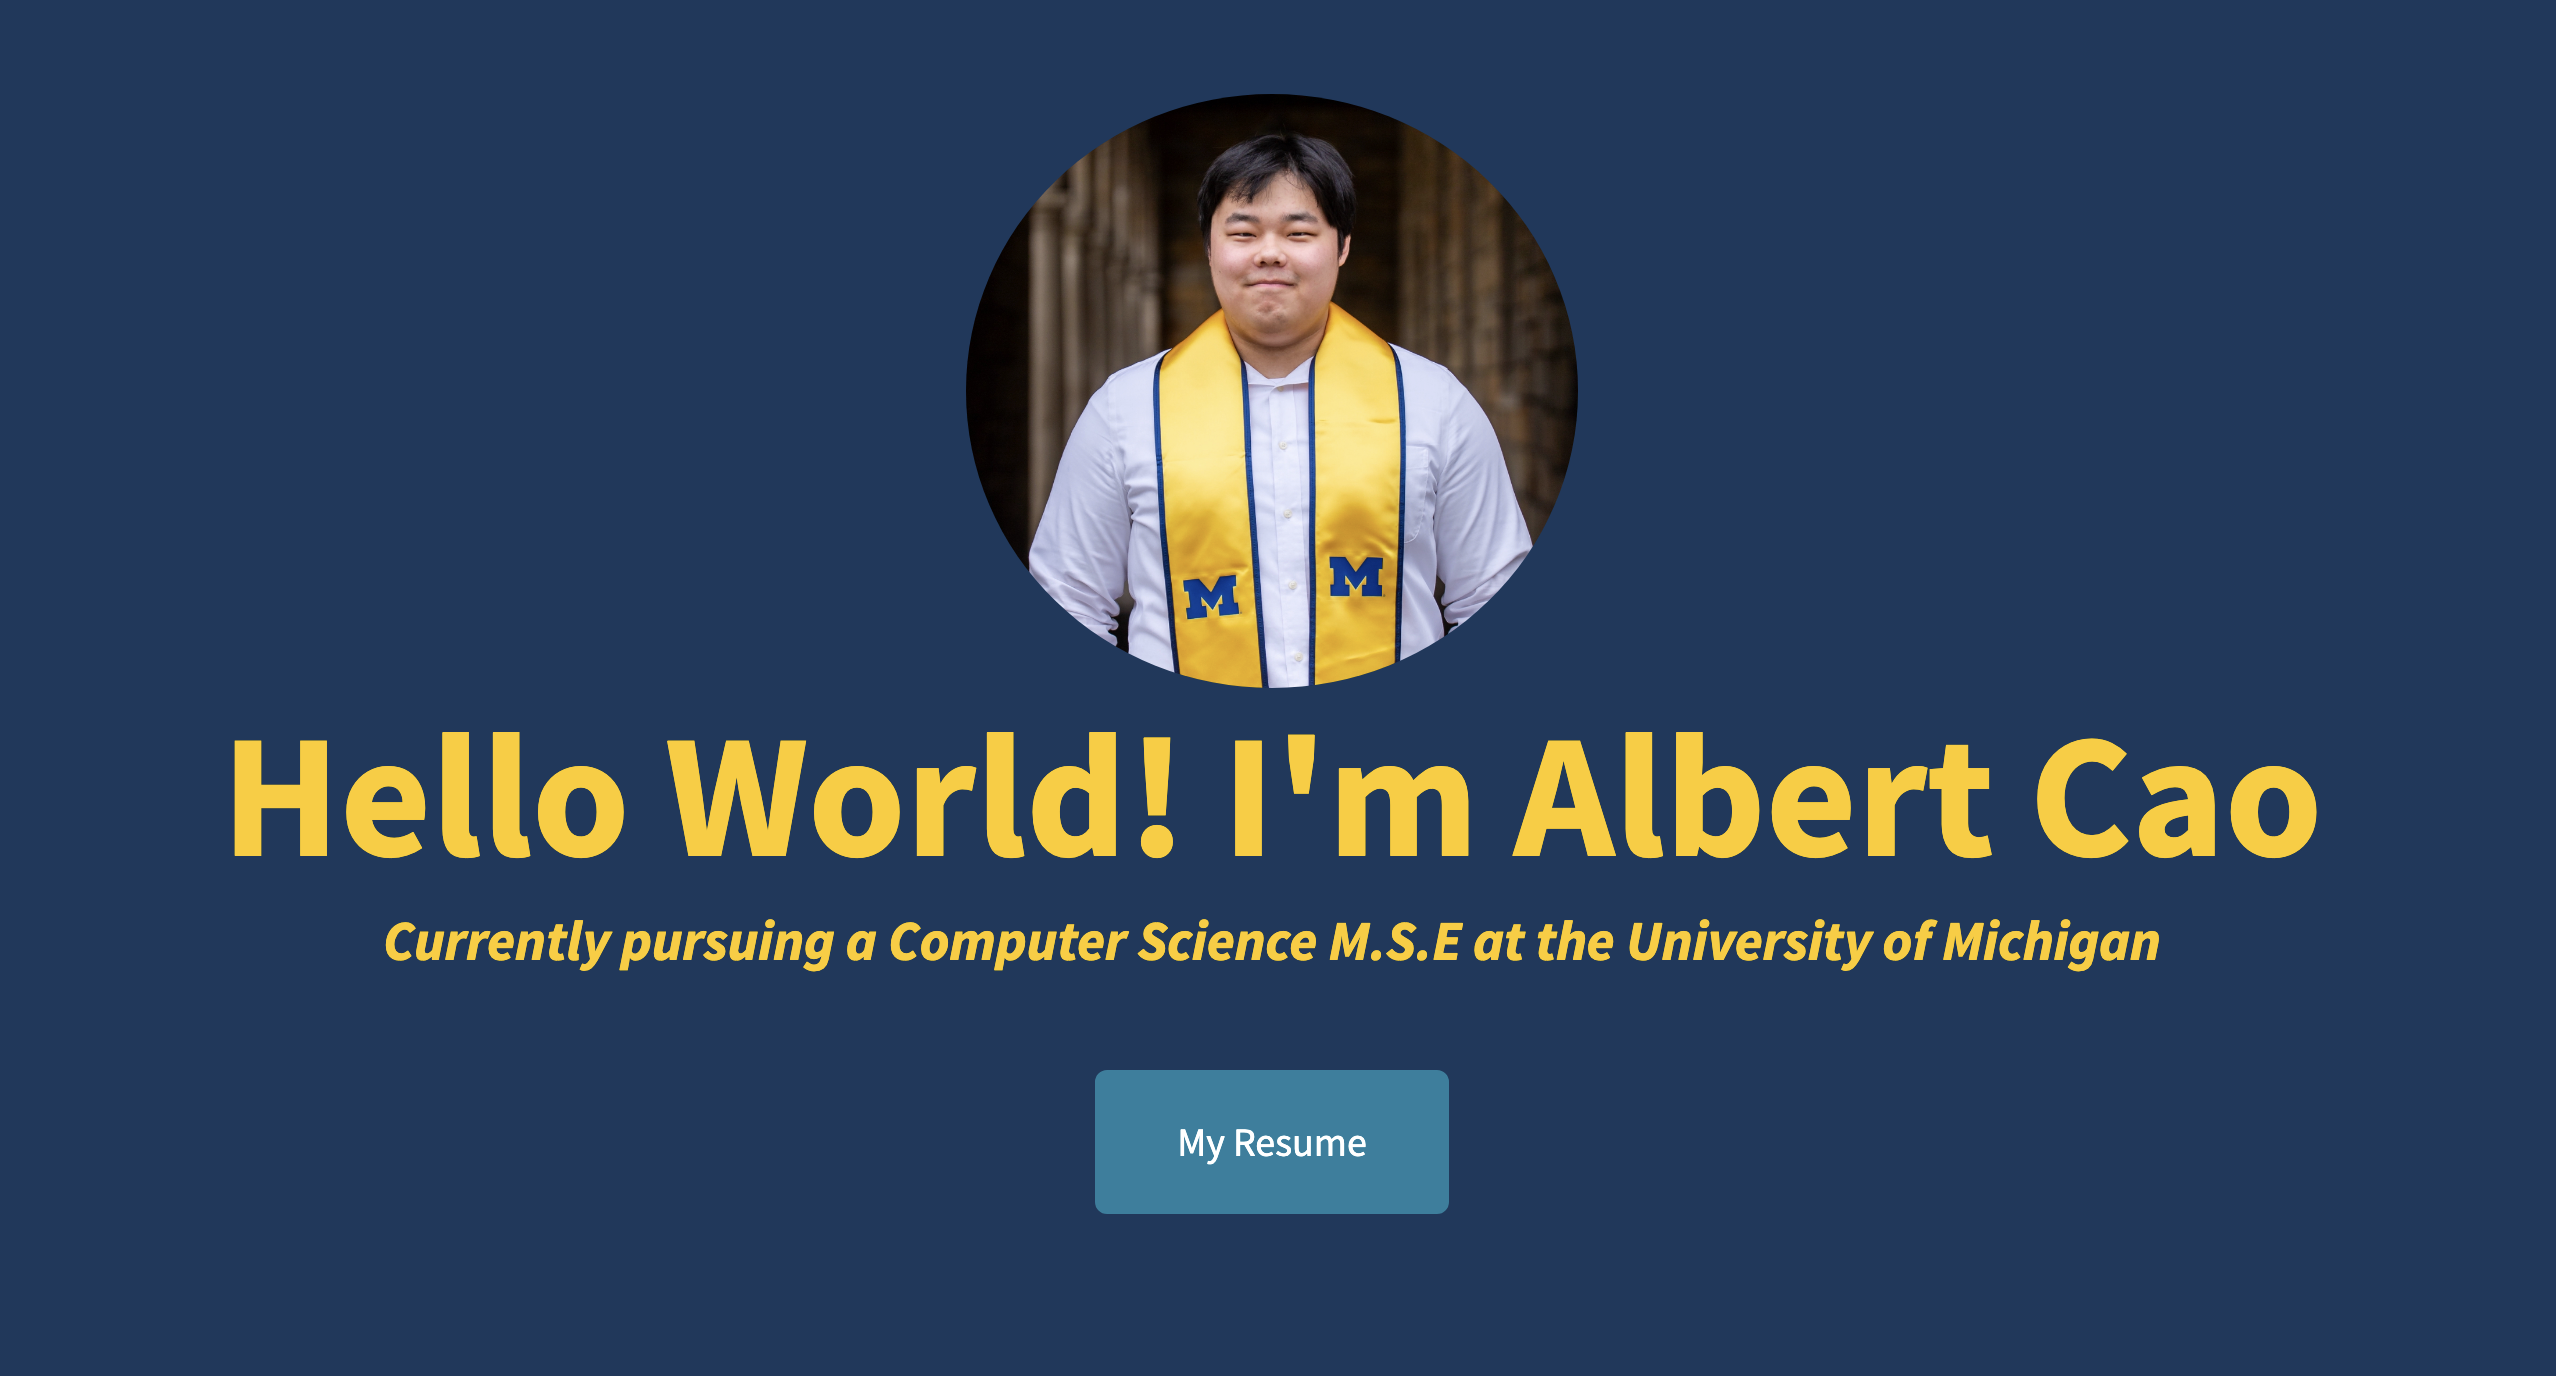 M M
Hello World! I'm Albert Cao
Currently pursuing a Computer Science M.S.E at the University of Michigan
My Resume